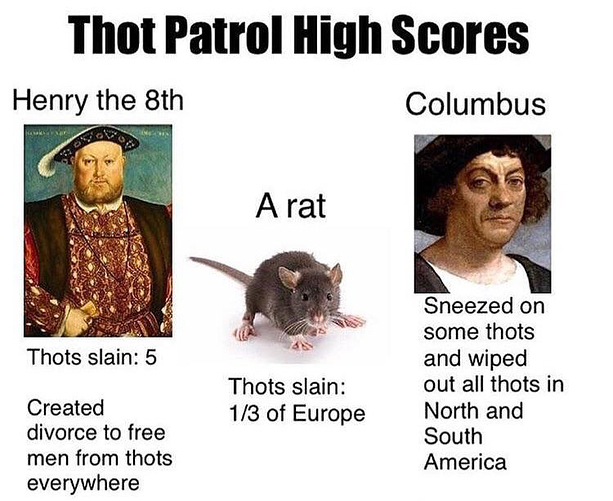 Thot Patrol High Scores
Henry the 8th
Thots slain: 5
Created
divorce to free
men from thots
everywhere
A rat
Thots slain:
1/3 of Europe
Columbus
Sneezed on
some thots
and wiped
out all thots in
North and
South
America